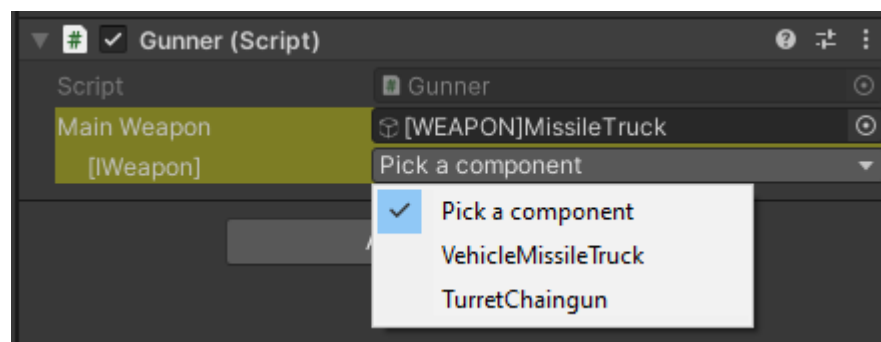 Gunner (Script)
Script
Gunner
Main Weapon
[WEAPON]MissileTruck
[IWeapon]
Pick a component
Pick a component
VehicleMissileTruck
TurretChaingun